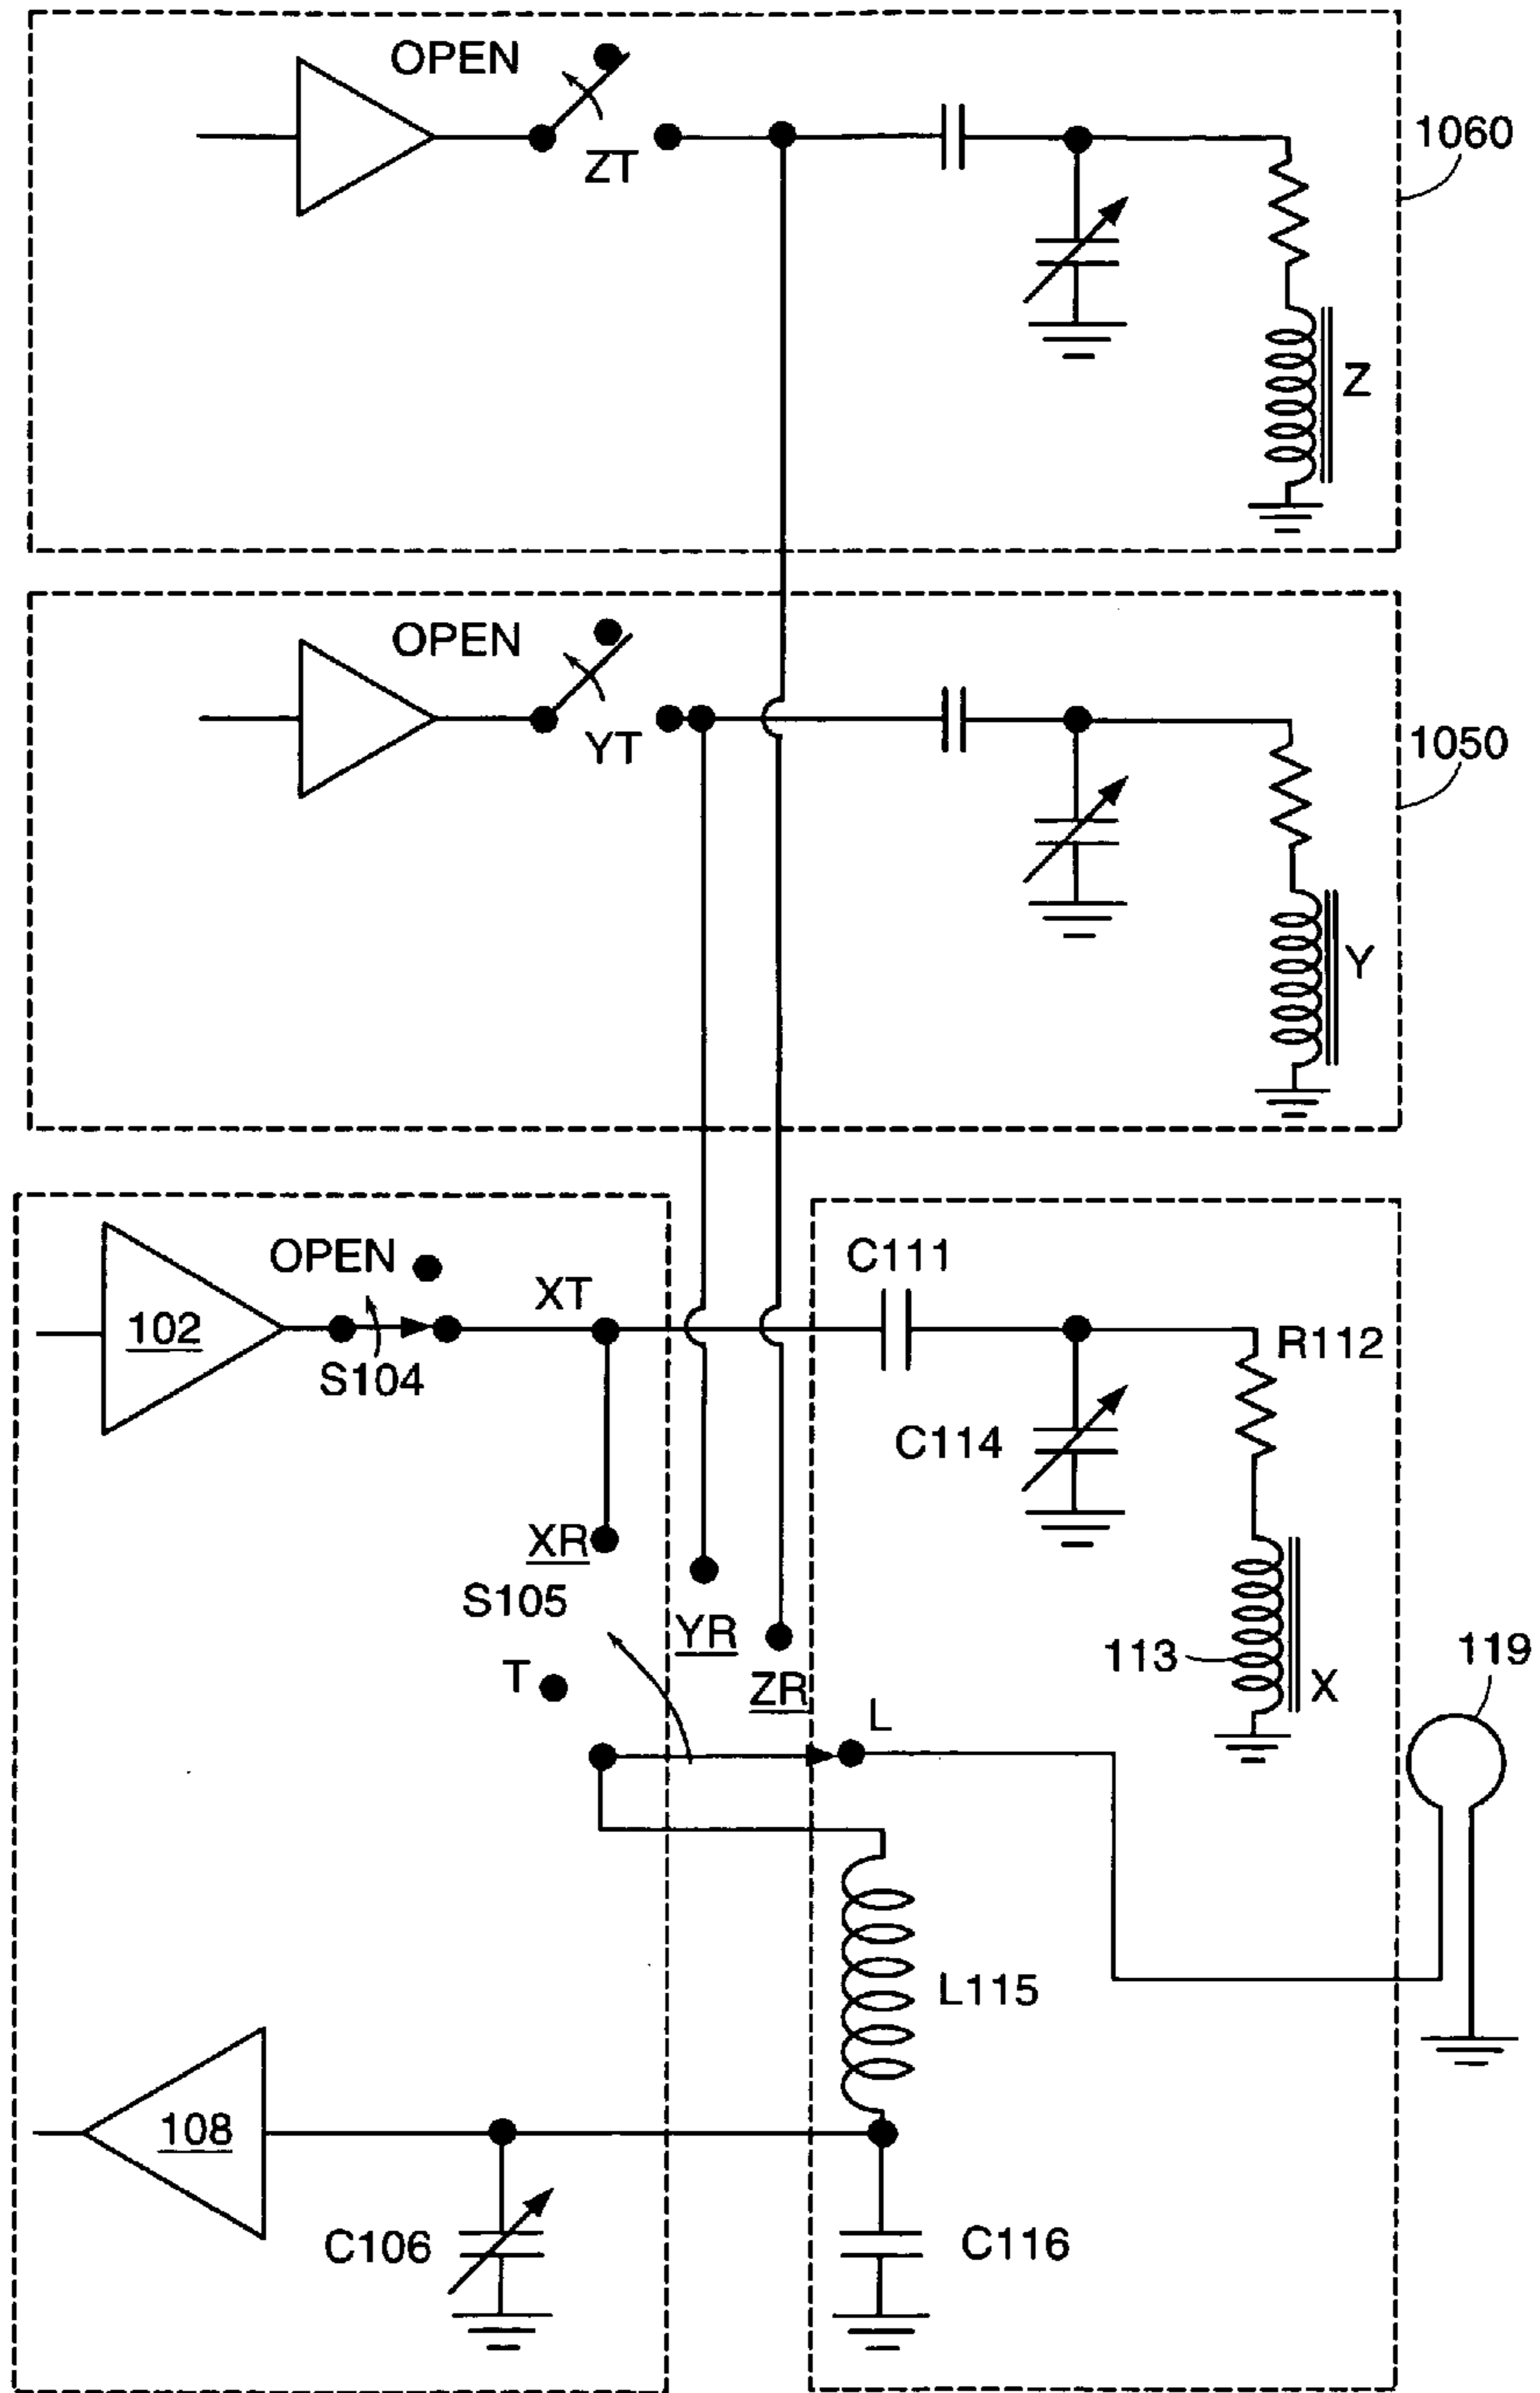 OPEN
ZT
1060
Z
OPEN
YT
1050
Y
OPEN
102
S104
XT
C111
R112
C114
XR
S105
YR
ZR
T
L
113
X
119
L115
108
C106
C116